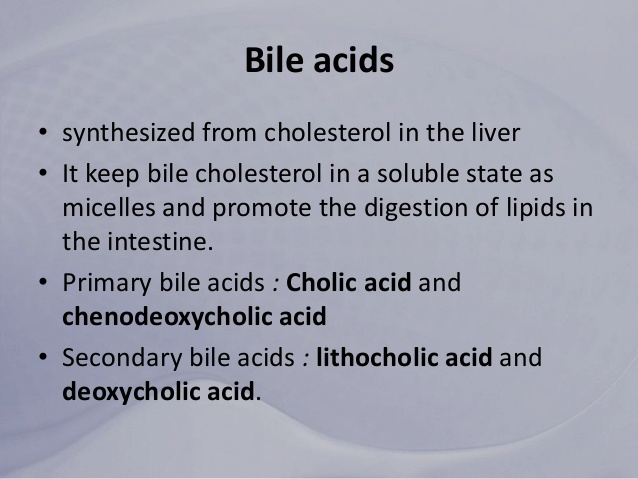 Bile acids
• synthesized from cholesterol in the liver
• It keep bile cholesterol in a soluble state as
micelles and promote the digestion of lipids in
the intestine.
• Primary bile acids : Cholic acid and
chenodeoxycholic acid
• Secondary bile acids : lithocholic acid and
deoxycholic acid.